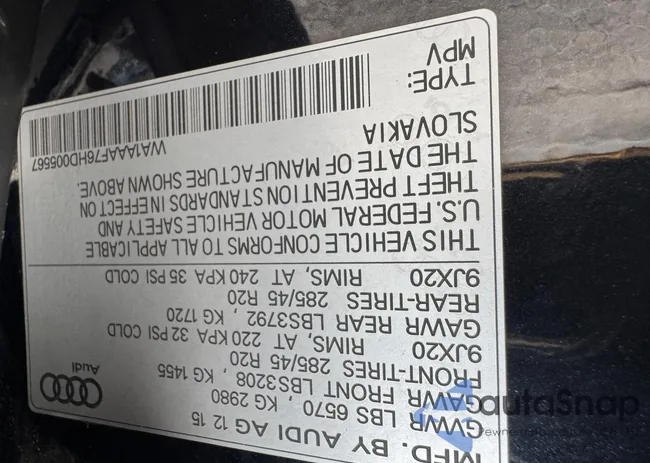 MFD. BY AUDI AG 12 15
GVWR LBS 6570 , KG 2980
GAWR FRONT LBS3208, KG 1455
FRONT-TIRES 285/45 R20
9JX20 RIMS, AT 220 KPA 32 PSI COLD
GAWR REAR LBS3792 , KG 1720
REAR-TIRES 285/45 R20
9JX20 RIMS, AT 240 KPA 35 PSI COLD
Audi
THIS VEHICLE CONFORMS TO ALL APPLICABLE
U.S. FEDERAL MOTOR VEHICLE SAFETY AND
THEFT PREVENTION STANDARDS IN EFFECT ON
THE DATE OF MANUFACTURE SHOWN ABOVE.
SLOVAKIA
WA1AAAF76HD005567
TYPE:
MPV
autaSnap